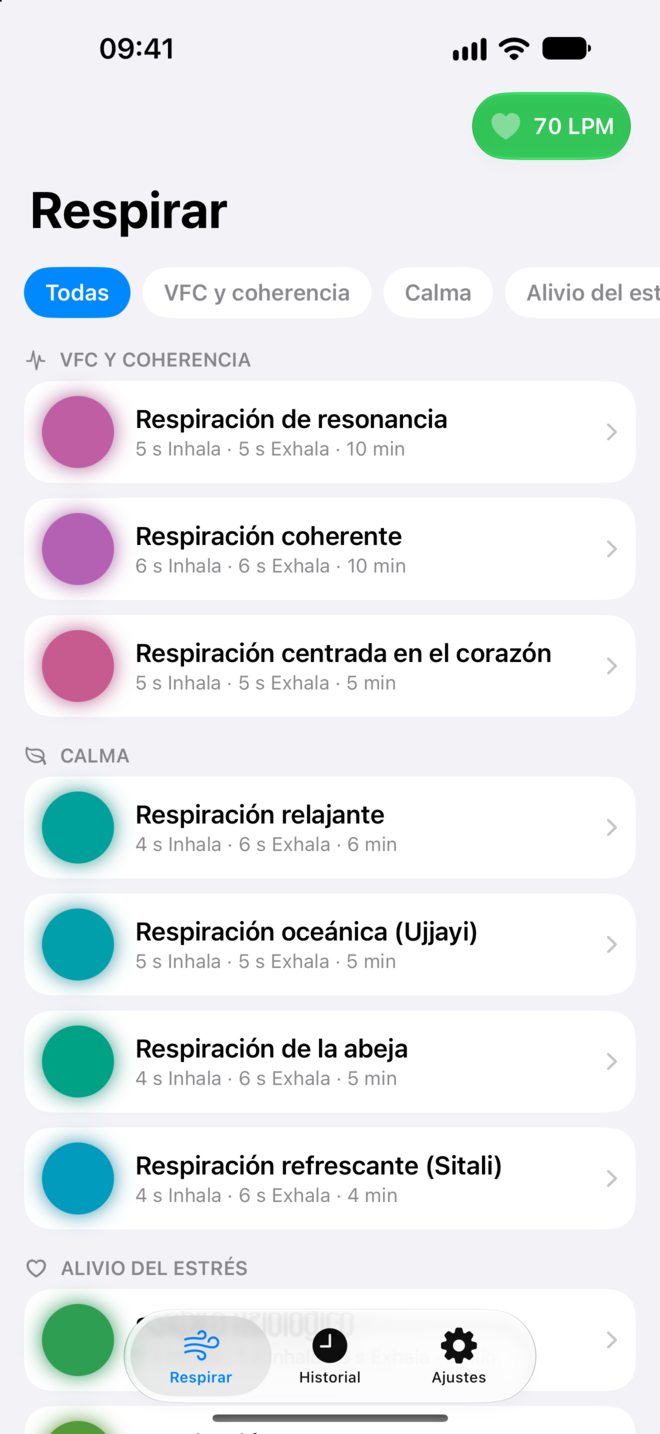 09:41
70 LPM
Respirar
Todas
VFC y coherencia
Calma
Alivio del est
VFC Y COHERENCIA
Respiración de resonancia
5 s Inhala · 5 s Exhala · 10 min
Respiración coherente
6 s Inhala · 6 s Exhala · 10 min
Respiración centrada en el corazón
5 s Inhala · 5 s Exhala · 5 min
CALMA
Respiración relajante
4 s Inhala · 6 s Exhala · 6 min
Respiración oceánica (Ujjayi)
5 s Inhala · 5 s Exhala · 5 min
Respiración de la abeja
4 s Inhala · 6 s Exhala · 5 min
Respiración refrescante (Sitali)
4 s Inhala · 6 s Exhala · 4 min
ALIVIO DEL ESTRÉS
Respirar
Historial
Ajustes